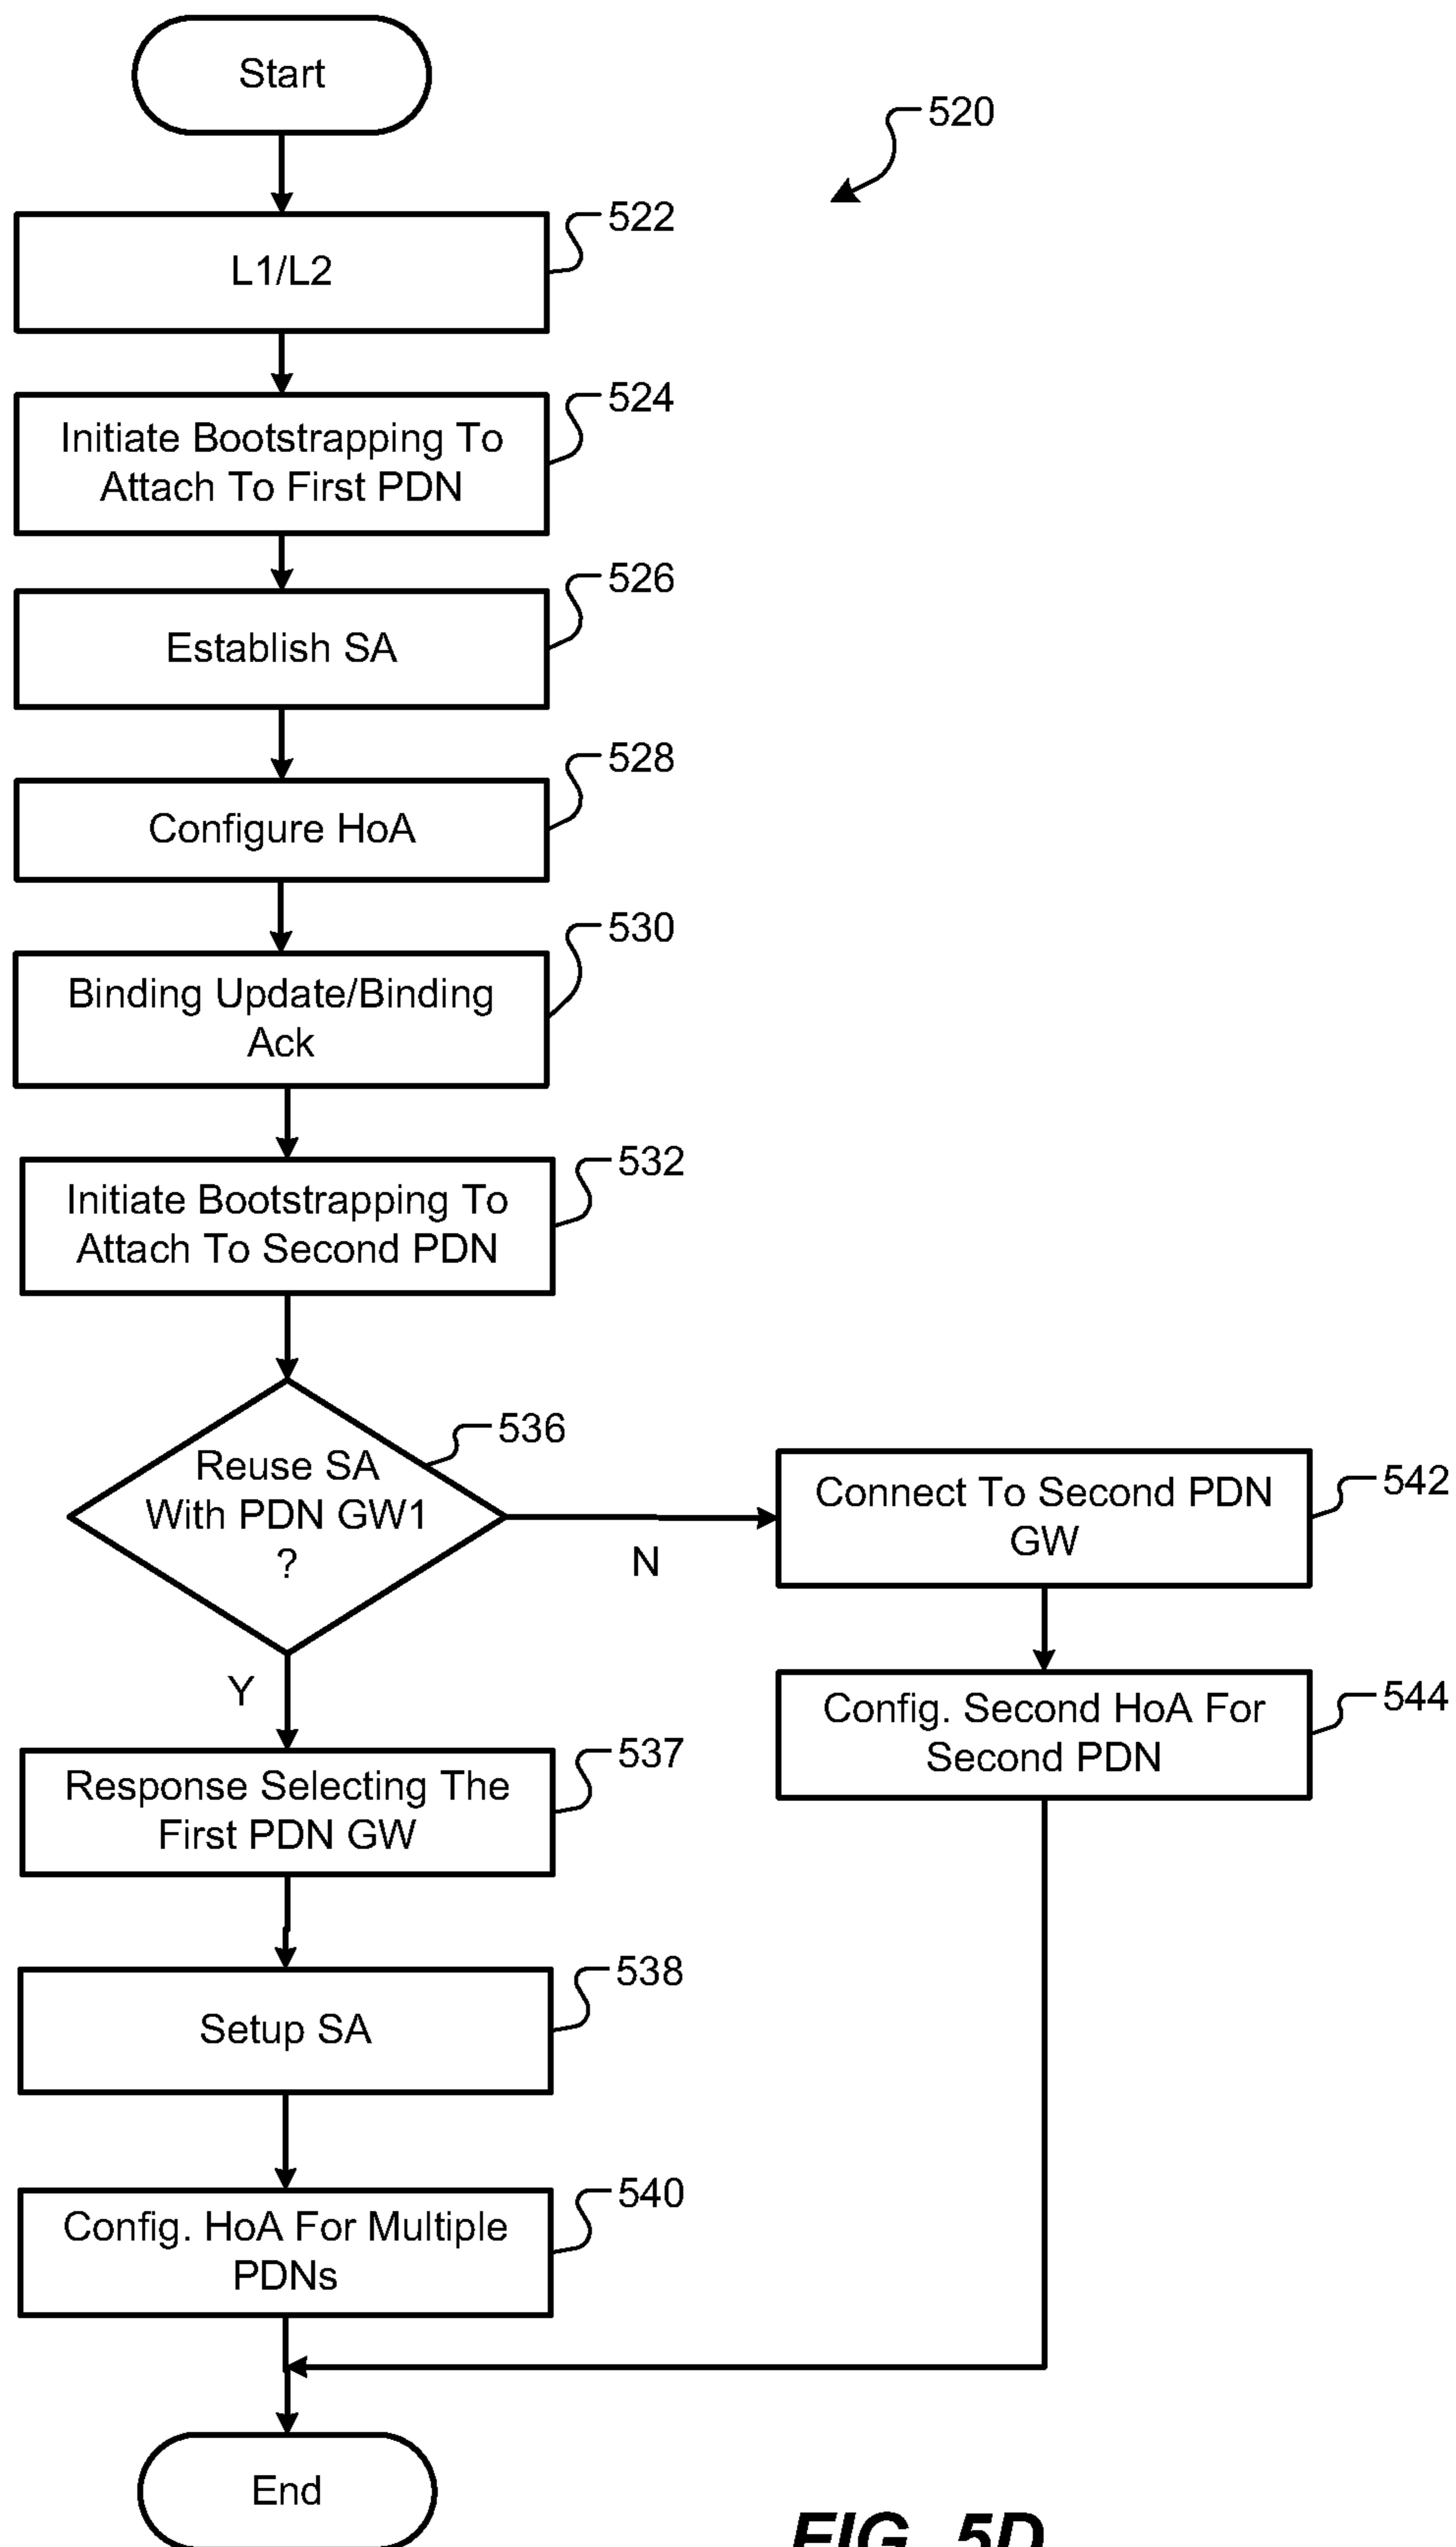 Start
520
522
L1/L2
524
Initiate Bootstrapping To
Attach To First PDN
526
Establish SA
528
Configure HoA
530
Binding Update/Binding
Ack
532
Initiate Bootstrapping To
Attach To Second PDN
536
Reuse SA
With PDN GW1
?
N
542
Connect To Second PDN
GW
Y
544
Config. Second HoA For
Second PDN
537
Response Selecting The
First PDN GW
538
Setup SA
540
Config. HoA For Multiple
PDNs
End
FIG. 5D